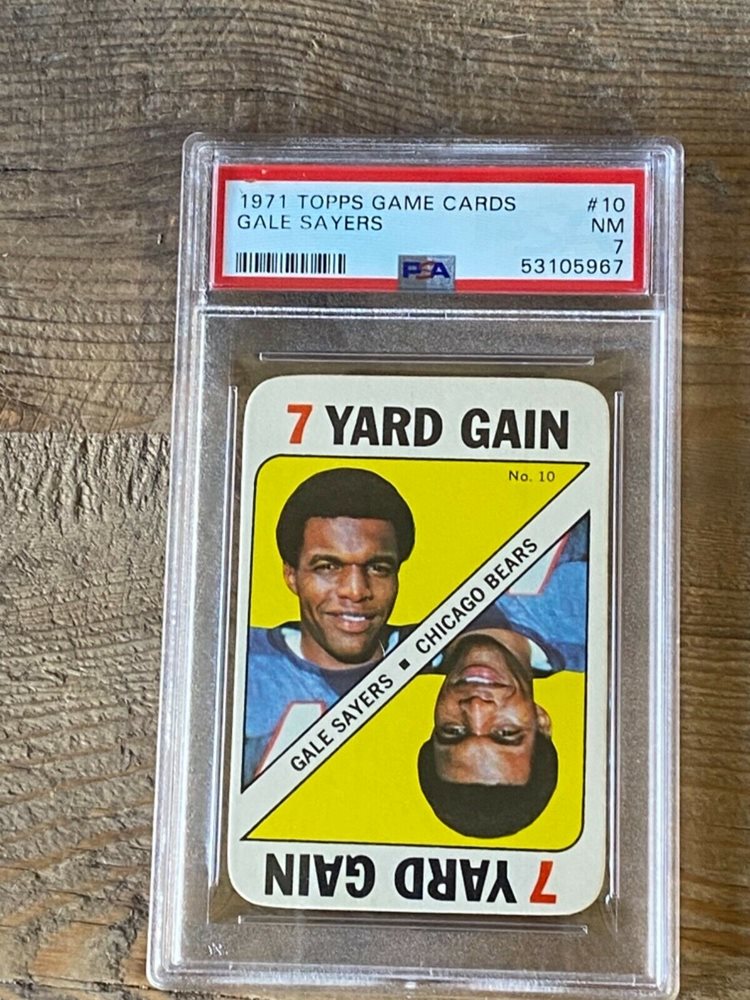 1971 TOPPS GAME CARDS #10
GALE SAYERS NM
7
PSA 53105967
7 YARD GAIN
No. 10
GALE SAYERS ■ CHICAGO BEARS
7 YARD GAIN